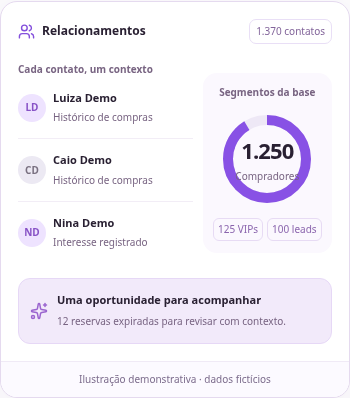 Relacionamentos
1.370 contatos
Cada contato, um contexto
LD
Luiza Demo
Histórico de compras
CD
Caio Demo
Histórico de compras
ND
Nina Demo
Interesse registrado
Segmentos da base
1.250
Compradores
125 VIPs
100 leads
Uma oportunidade para acompanhar
12 reservas expiradas para revisar com contexto.
Ilustração demonstrativa · dados fictícios